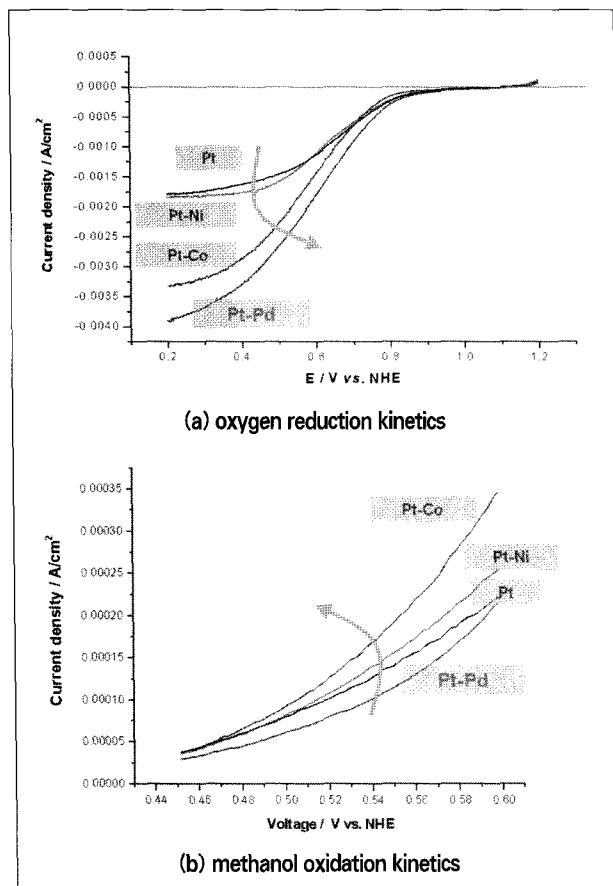 0.0005
0.0000
-0.0005
-0.0010
-0.0015
-0.0020
-0.0025
-0.0030
-0.0035
-0.0040
Current density / A/cm²
Pt
Pt-Ni
Pt-Co
Pt-Pd
0.2 0.4 0.6 0.8 1.0 1.2
E / V vs. NHE
(a) oxygen reduction kinetics
0.00035
0.00030
0.00025
0.00020
0.00015
0.00010
0.00005
0.00000
Current density / A/cm²
Pt-Co
Pt-Ni
Pt
Pt-Pd
0.44 0.46 0.48 0.50 0.52 0.54 0.56 0.58 0.60
Voltage / V vs. NHE
(b) methanol oxidation kinetics